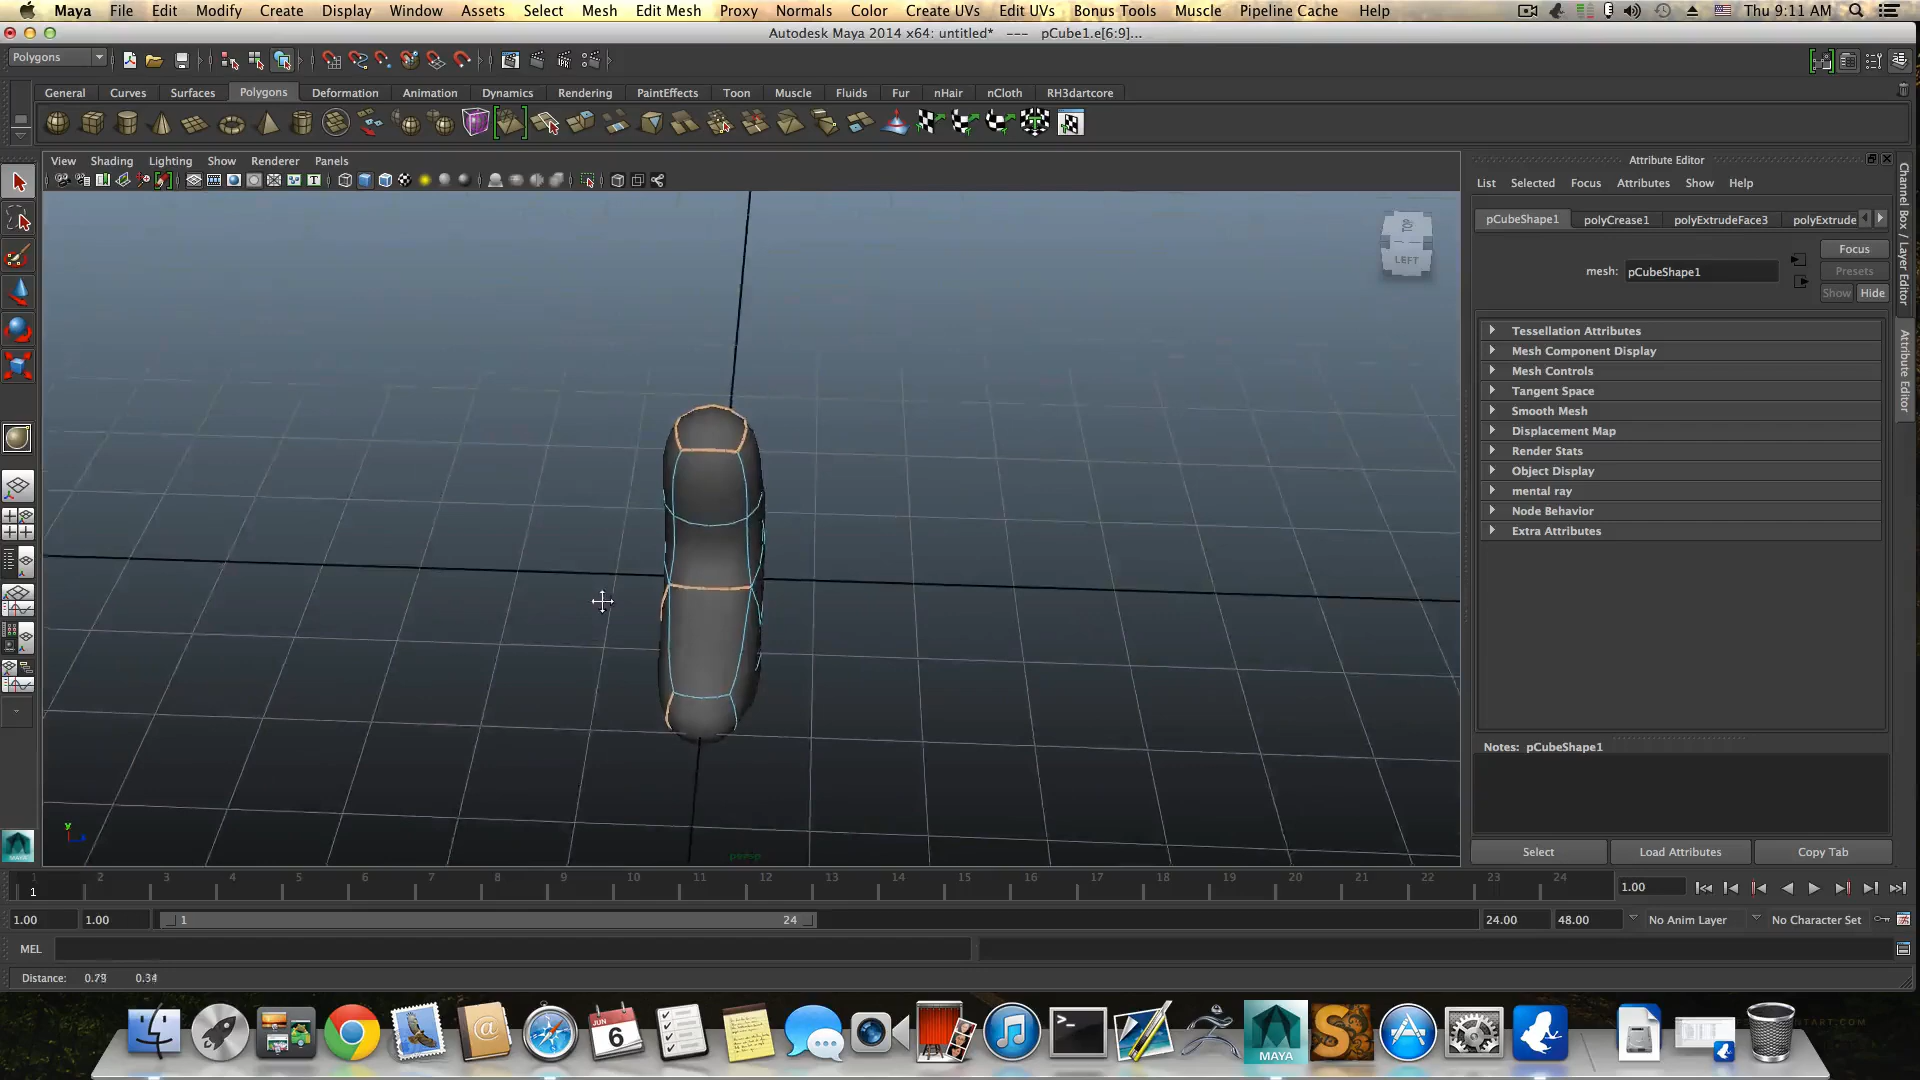 Maya File Edit Modify Create Display Window Assets Select Mesh Edit Mesh Proxy Normals Color Create UVs Edit UVs Bonus Tools Muscle Pipeline Cache Help Thu 9:11 AM
Autodesk Maya 2014 x64: untitled* --- pCube1.e[6:9]...
Polygons
General Curves Surfaces Polygons Deformation Animation Dynamics Rendering PaintEffects Toon Muscle Fluids Fur nHair nCloth RH3dartcore
View Shading Lighting Show Renderer Panels
Attribute Editor
List Selected Focus Attributes Show Help
pCubeShape1 polyCrease1 polyExtrudeFace3 polyExtrude
Focus
mesh: pCubeShape1
Presets
Show Hide
TOP
LEFT
Tessellation Attributes
Mesh Component Display
Mesh Controls
Tangent Space
Smooth Mesh
Displacement Map
Render Stats
Object Display
mental ray
Node Behavior
Extra Attributes
Notes: pCubeShape1
Select Load Attributes Copy Tab
Channel Box / Layer Editor
Attribute Editor
y
persp
1 2 3 4 5 6 7 8 9 10 11 12 13 14 15 16 17 18 19 20 21 22 23 24
1
1.00
1.00 1.00 1 24 24.00 48.00 No Anim Layer No Character Set
MEL
Distance: 0.79 0.34
JUN
6
MAYA